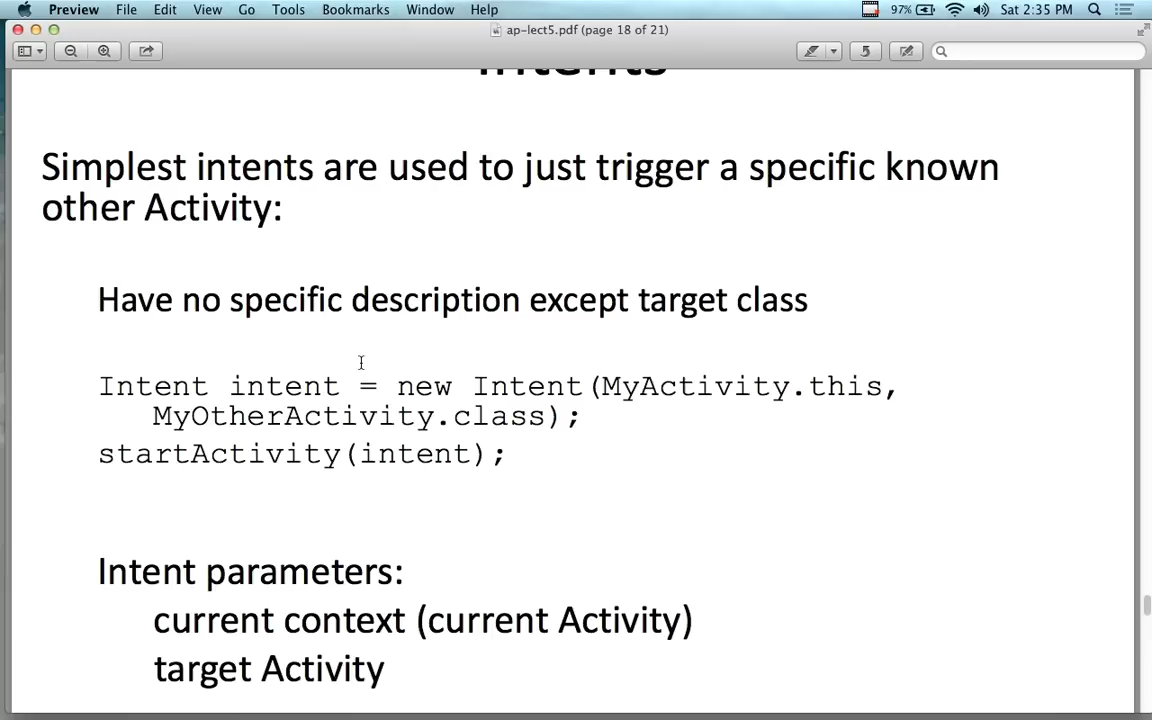 Preview File Edit View Go Tools Bookmarks Window Help 97% Sat 2:35 PM
ap-lect5.pdf (page 18 of 21)
Intents
Simplest intents are used to just trigger a specific known
other Activity:
Have no specific description except target class
Intent intent = new Intent(MyActivity.this,
MyOtherActivity.class);
startActivity(intent);
Intent parameters:
current context (current Activity)
target Activity